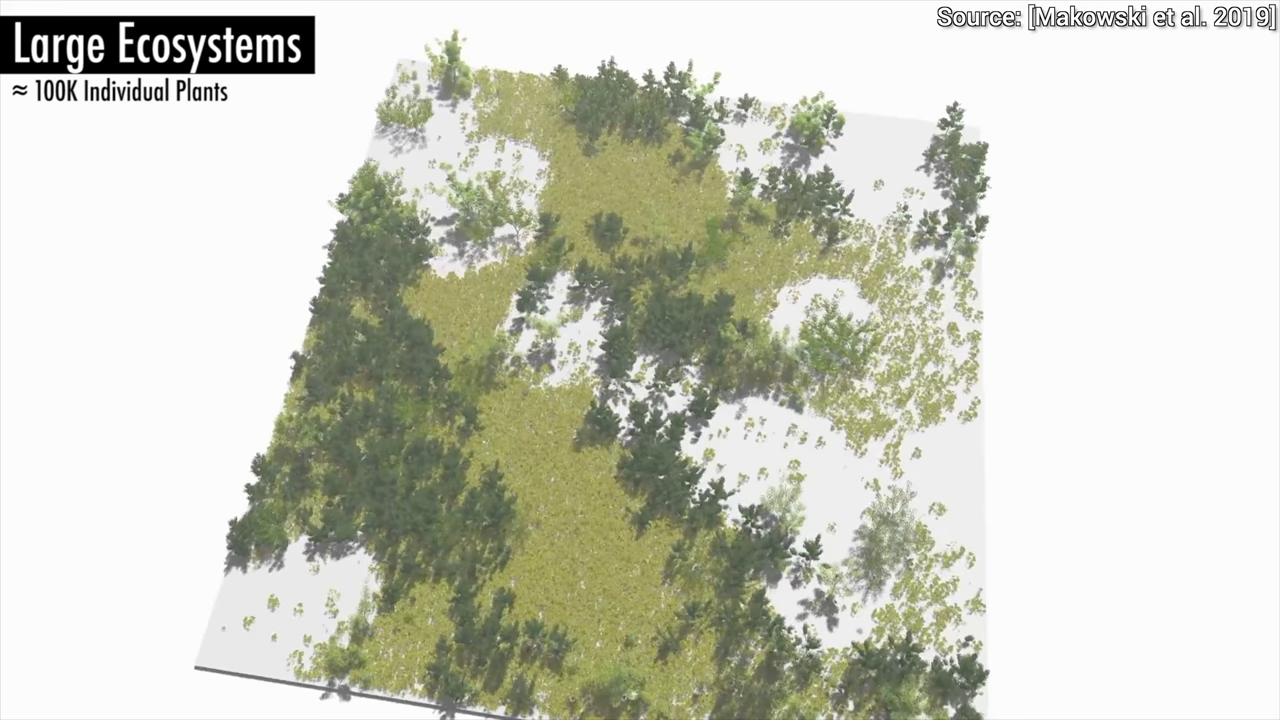 Large Ecosystems
≈ 100K Individual Plants
Source: [Makowski et al. 2019]